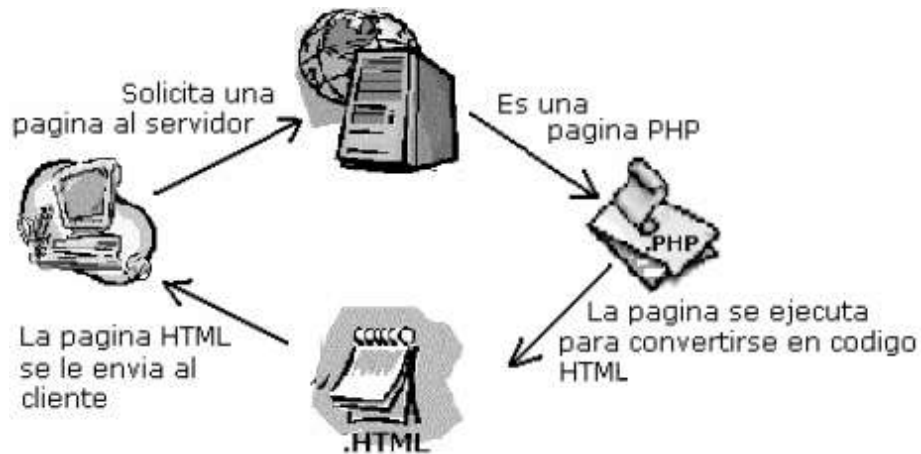 Solicita una
pagina al servidor
Es una
pagina PHP
.PHP
La pagina se ejecuta
para convertirse en codigo
HTML
.HTML
La pagina HTML
se le envia al
cliente